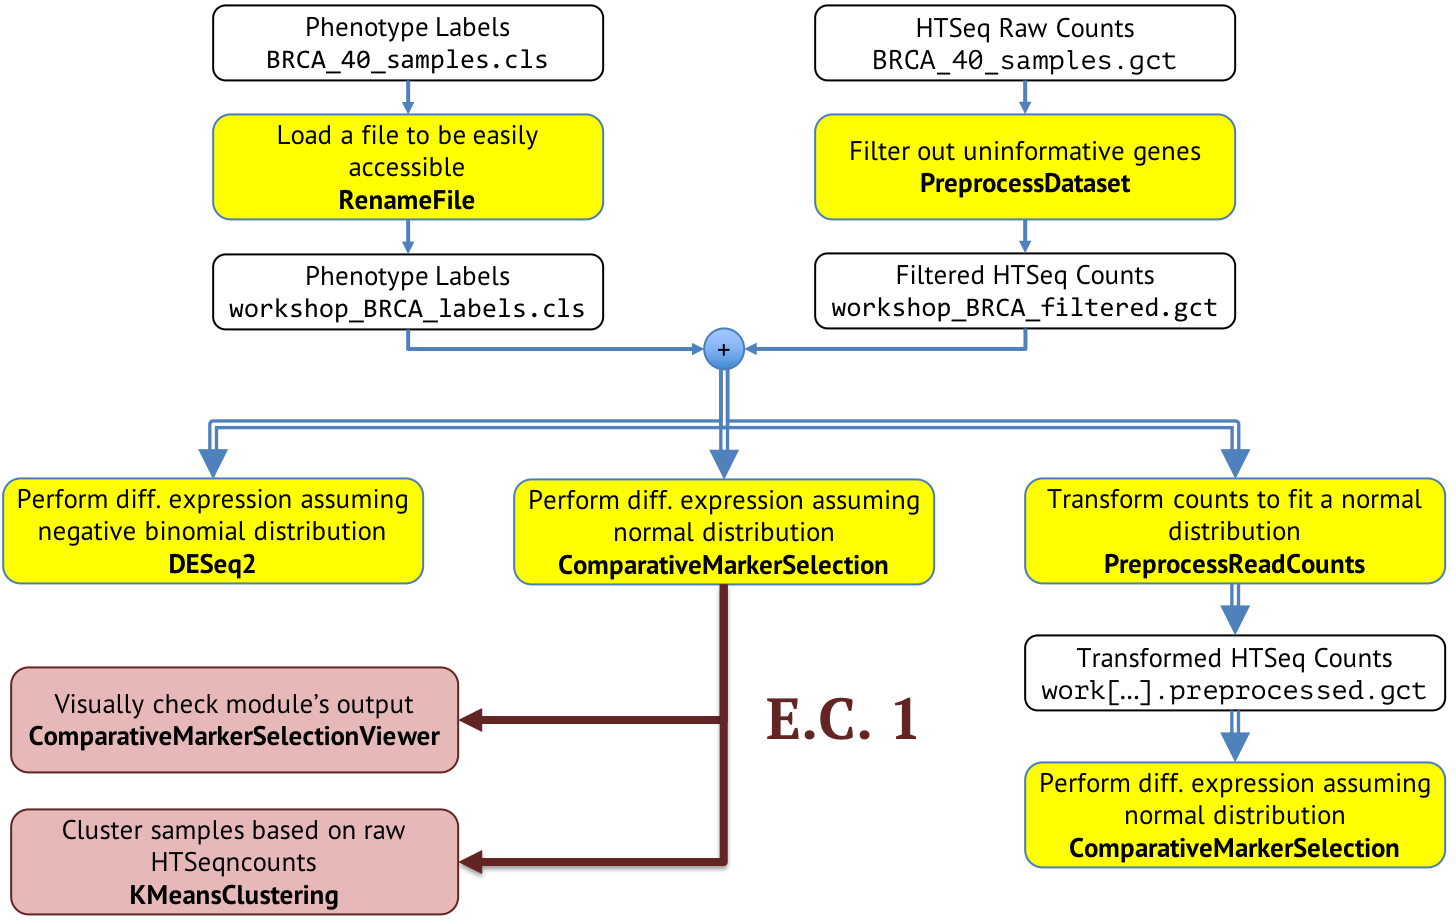 Phenotype Labels
BRCA_40_samples.cls
HTSeq Raw Counts
BRCA_40_samples.gct
Load a file to be easily
accessible
RenameFile
Filter out uninformative genes
PreprocessDataset
Phenotype Labels
workshop_BRCA_labels.cls
Filtered HTSeq Counts
workshop_BRCA_filtered.gct
+
Perform diff. expression assuming
negative binomial distribution
DESeq2
Perform diff. expression assuming
normal distribution
ComparativeMarkerSelection
Transform counts to fit a normal
distribution
PreprocessReadCounts
Visually check module's output
ComparativeMarkerSelectionViewer
E.C. 1
Transformed HTSeq Counts
work[...].preprocessed.gct
Cluster samples based on raw
HTSeqncounts
KMeansClustering
Perform diff. expression assuming
normal distribution
ComparativeMarkerSelection